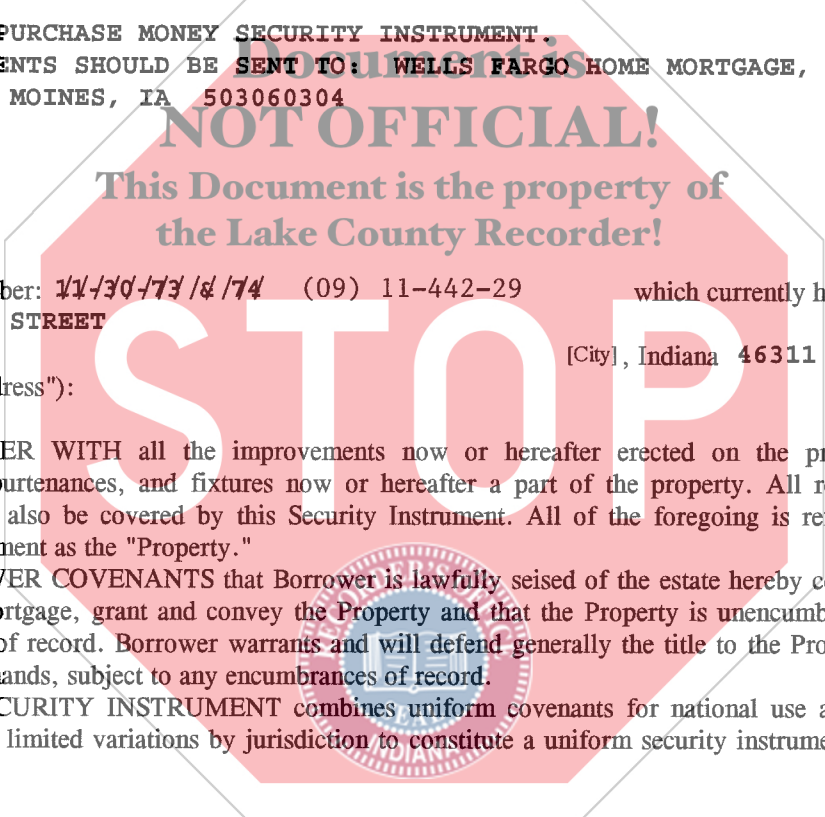 PURCHASE MONEY SECURITY INSTRUMENT.
Document is
ENTS SHOULD BE SENT TO: WELLS FARGO HOME MORTGAGE,
MOINES, IA 503060304
NOT OFFICIAL!
This Document is the property of
the Lake County Recorder!
ber: 11-30-73 & 74 (09) 11-442-29 which currently h
STREET
[City], Indiana 46311
dress"):
STOP
ER WITH all the improvements now or hereafter erected on the pr
purtenances, and fixtures now or hereafter a part of the property. All r
also be covered by this Security Instrument. All of the foregoing is re
ment as the "Property."
VER COVENANTS that Borrower is lawfully seised of the estate hereby c
ortgage, grant and convey the Property and that the Property is unencumb
of record. Borrower warrants and will defend generally the title to the Pro
ands, subject to any encumbrances of record.
CURITY INSTRUMENT combines uniform covenants for national use a
limited variations by jurisdiction to constitute a uniform security instrume
SEAL
INDIANA